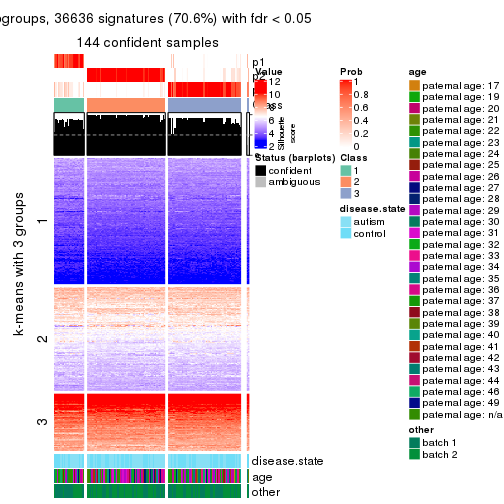 ogroups, 36636 signatures (70.6%) with fdr < 0.05
144 confident samples
p1
p2
Class
Silhouette
score
k-means with 3 groups
1
2
3
disease.state
age
other
Value
12
10
8
6
4
2
Status (barplots)
confident
ambiguous
Prob
1
0.8
0.6
0.4
0.2
0
Class
1
2
3
disease.state
autism
control
age
paternal age: 17
paternal age: 19
paternal age: 20
paternal age: 21
paternal age: 22
paternal age: 23
paternal age: 24
paternal age: 25
paternal age: 26
paternal age: 27
paternal age: 28
paternal age: 29
paternal age: 30
paternal age: 31
paternal age: 32
paternal age: 33
paternal age: 34
paternal age: 35
paternal age: 36
paternal age: 37
paternal age: 38
paternal age: 39
paternal age: 40
paternal age: 41
paternal age: 42
paternal age: 43
paternal age: 44
paternal age: 46
paternal age: 49
paternal age: n/a
other
batch 1
batch 2